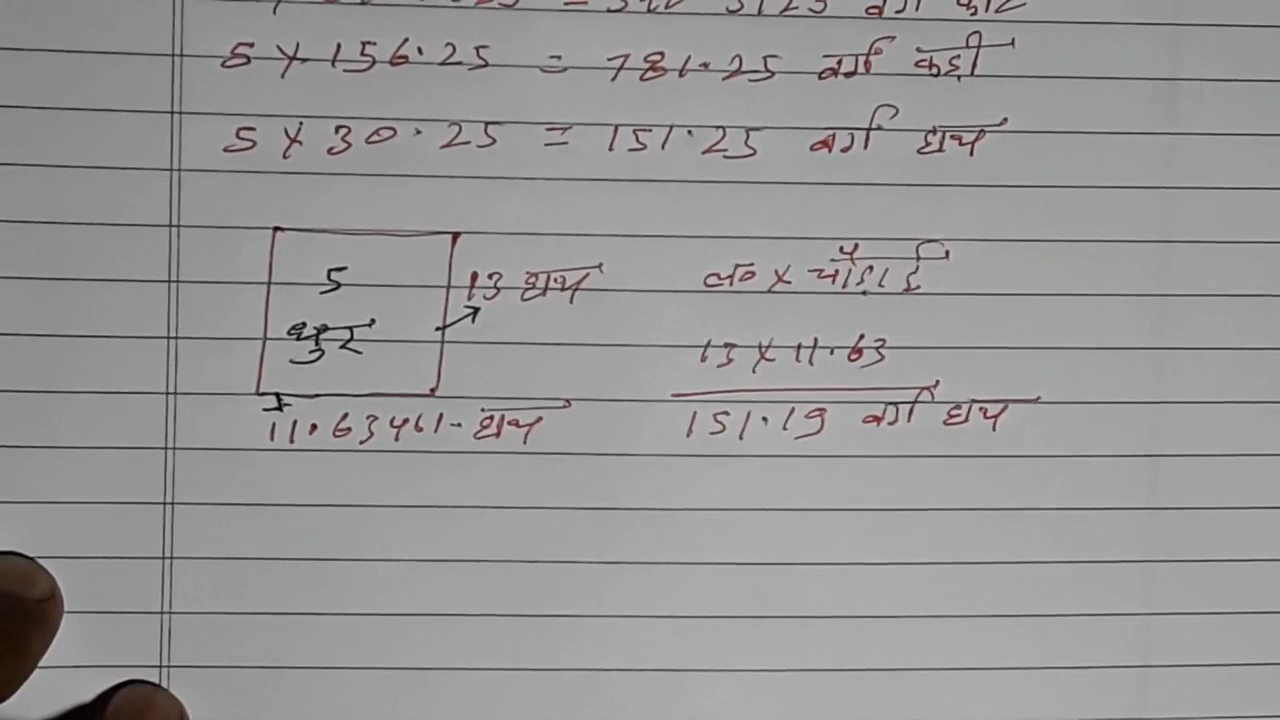 5 × 156.25 = 781.25 वर्ग कड़ी
5 × 30.25 = 151.25 वर्ग हाथ
5
धुर
13 हाथ
11.63461- हाथ
ल० × चौड़ाई
13 × 11.63
151.19 वर्ग हाथ